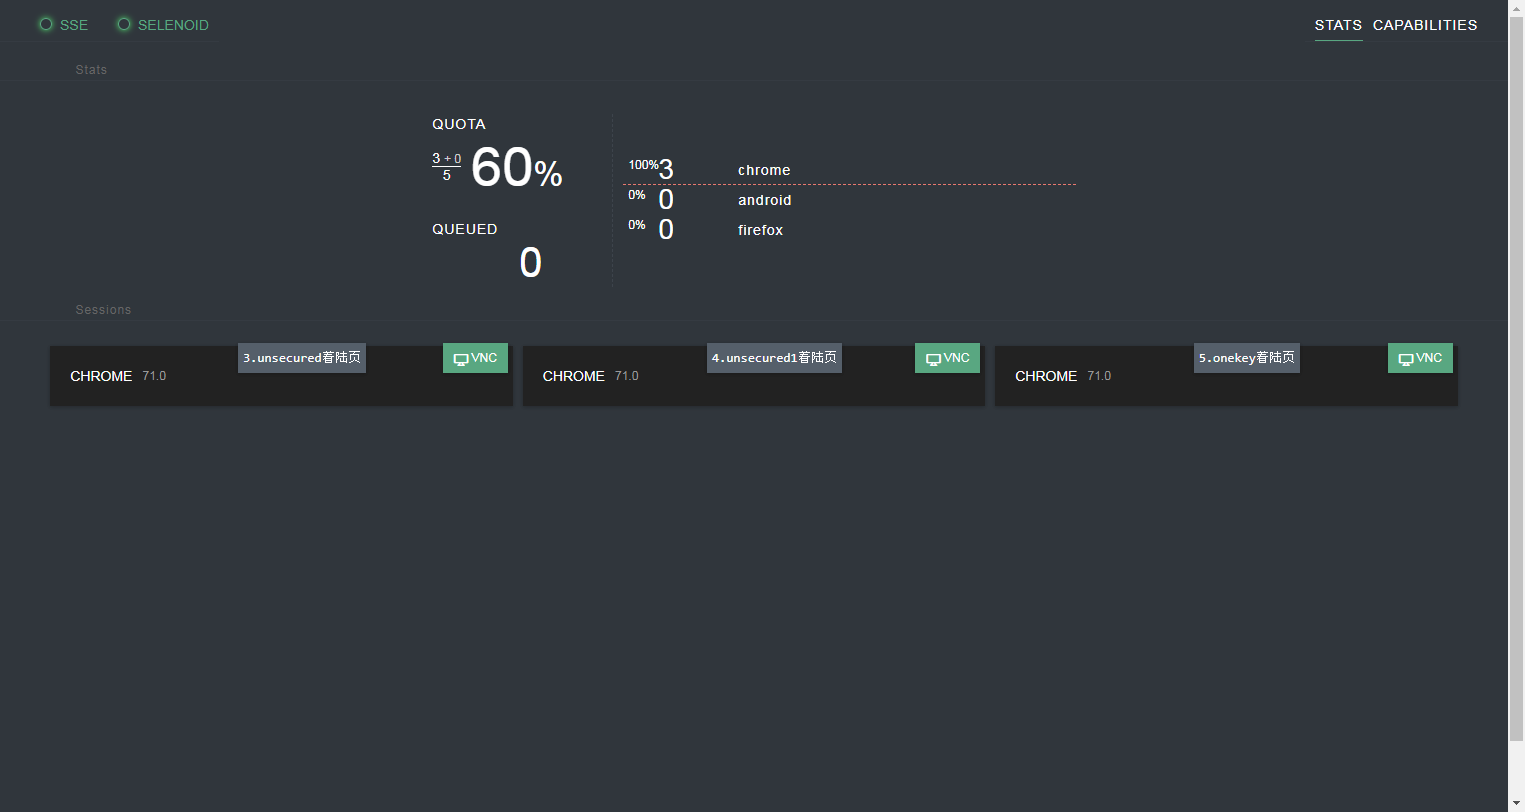 SSE SELENOID STATS CAPABILITIES
Stats
QUOTA
3 + 0
5
60%
QUEUED
0
100% 3 chrome
0% 0 android
0% 0 firefox
Sessions
3.unsecured着陆页 VNC
CHROME 71.0
4.unsecured1着陆页 VNC
CHROME 71.0
5.onekey着陆页 VNC
CHROME 71.0